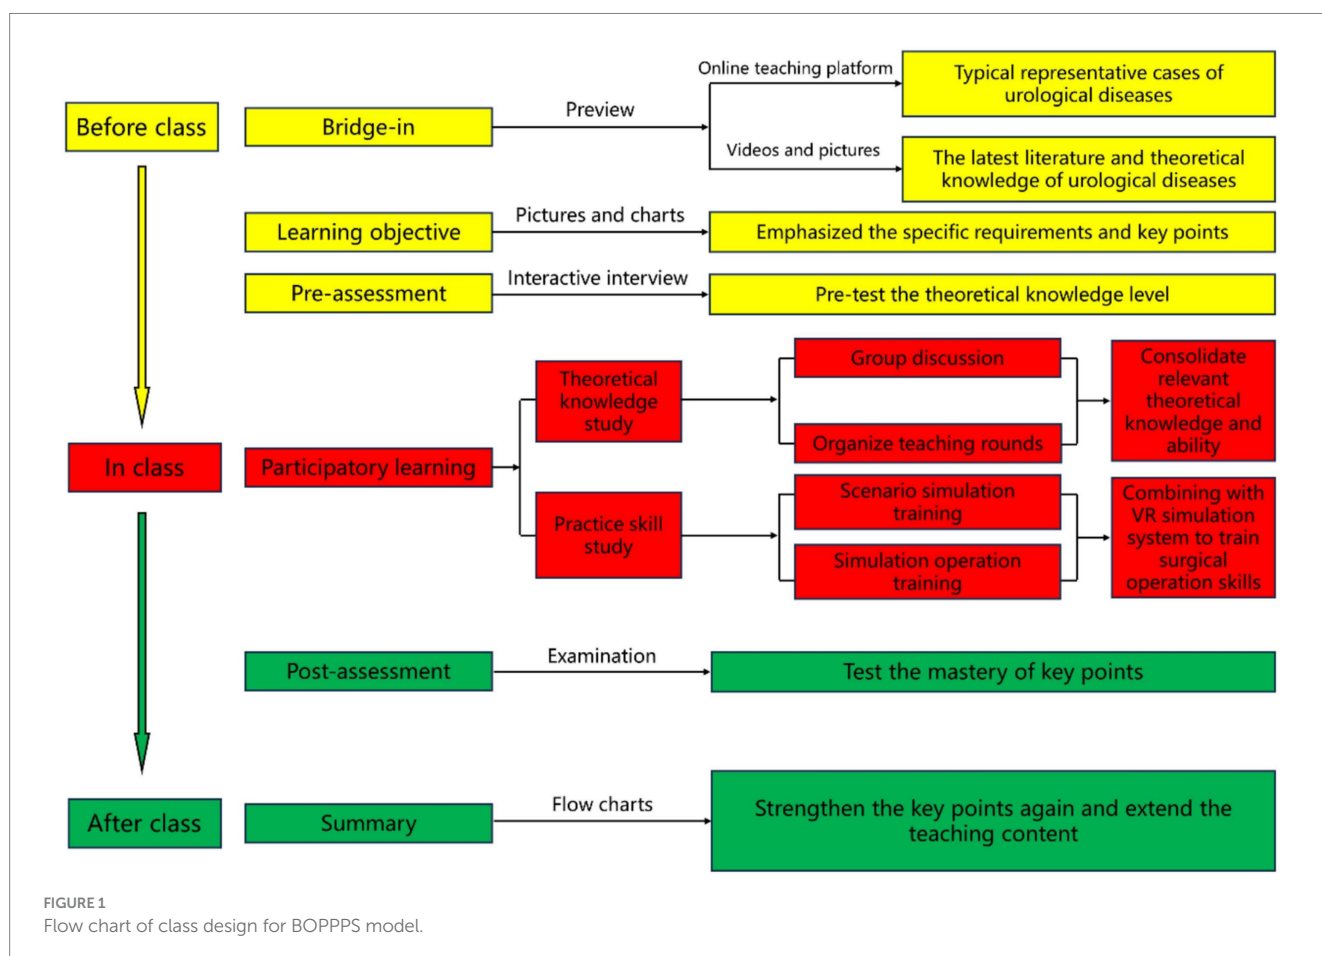 Online teaching platform
Typical representative cases of
urological diseases
Before class
Bridge-in
Preview
Videos and pictures
The latest literature and theoretical
knowledge of urological diseases
Learning objective
Pictures and charts
Emphasized the specific requirements and key points
Pre-assessment
Interactive interview
Pre-test the theoretical knowledge level
In class
Participatory learning
Theoretical
knowledge
study
Group discussion
Organize teaching rounds
Consolidate
relevant
theoretical
knowledge and
ability
Practice skill
study
Scenario simulation
training
Simulation operation
training
Combining with
VR simulation
system to train
surgical
operation skills
Post-assessment
Examination
Test the mastery of key points
After class
Summary
Flow charts
Strengthen the key points again and extend the
teaching content
FIGURE 1
Flow chart of class design for BOPPPS model.